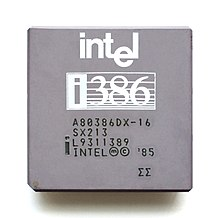 intel
i386
A80386DX-16
SX213
L9311389
i INTEL Ⓜ © '85
ΣΣ